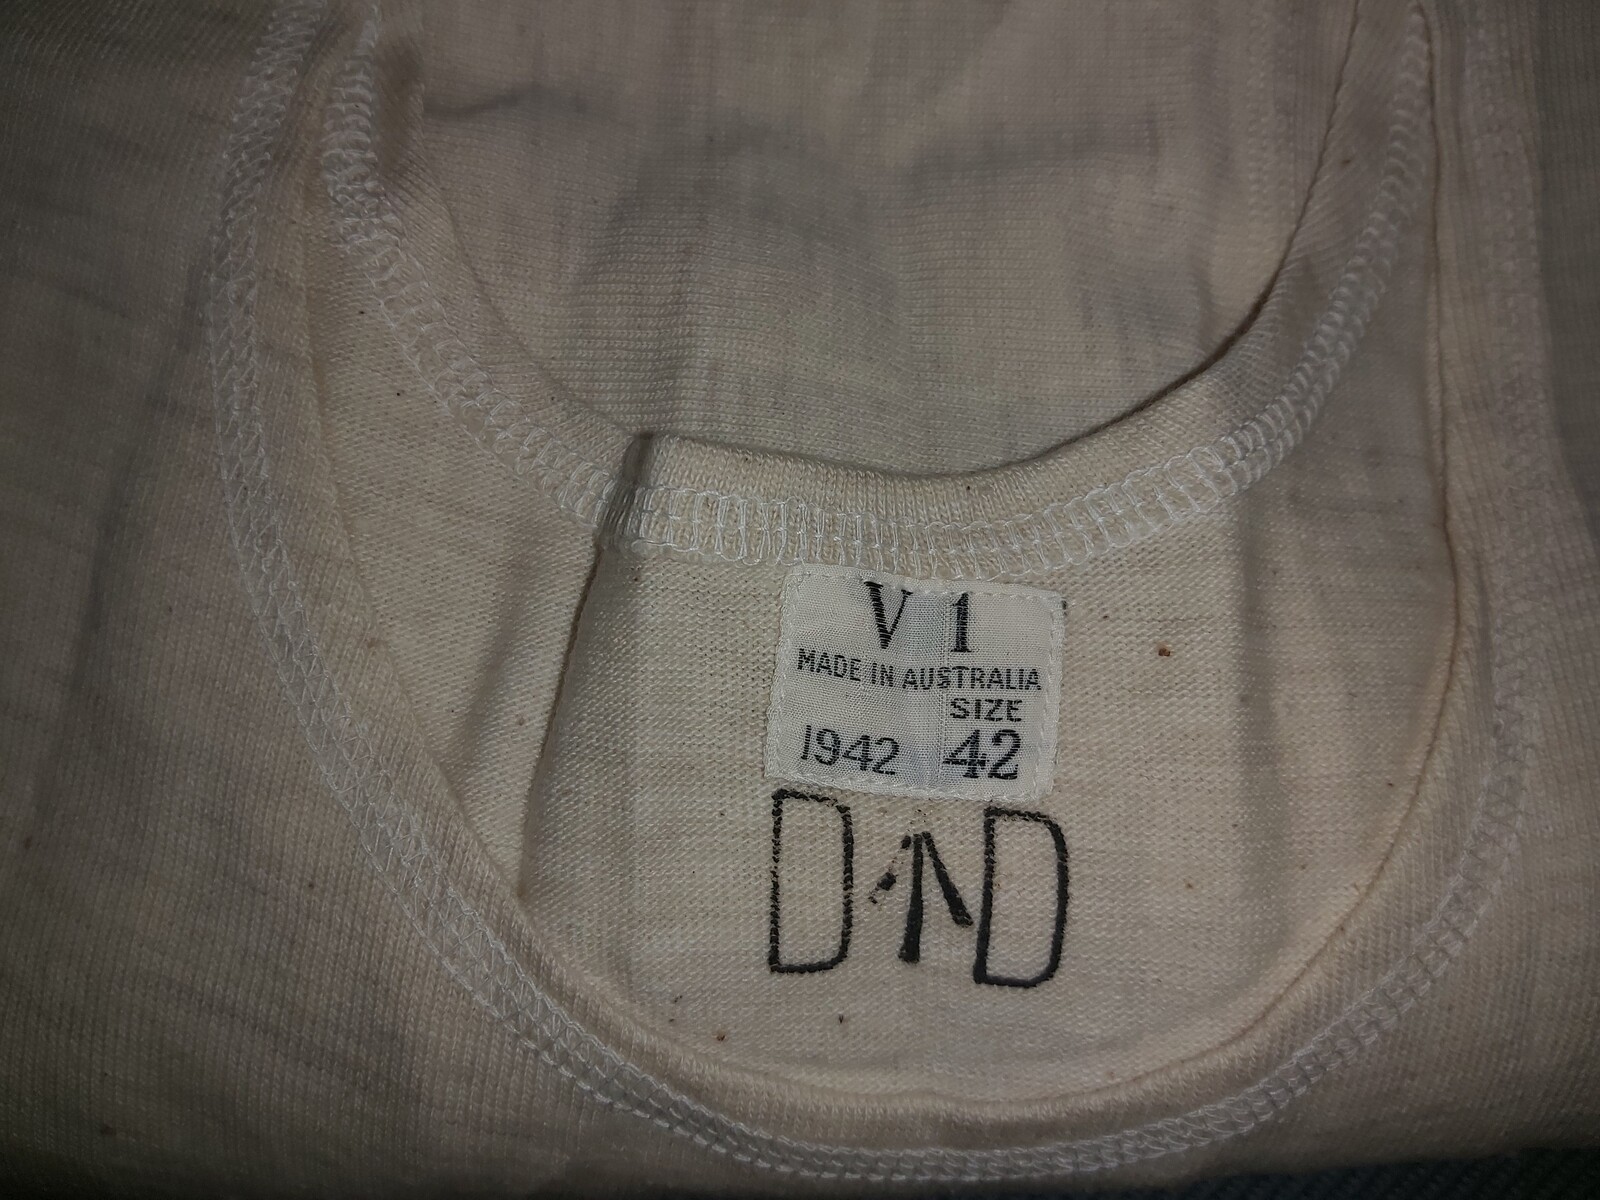 V 1
MADE IN AUSTRALIA
SIZE
1942 42
D↑D